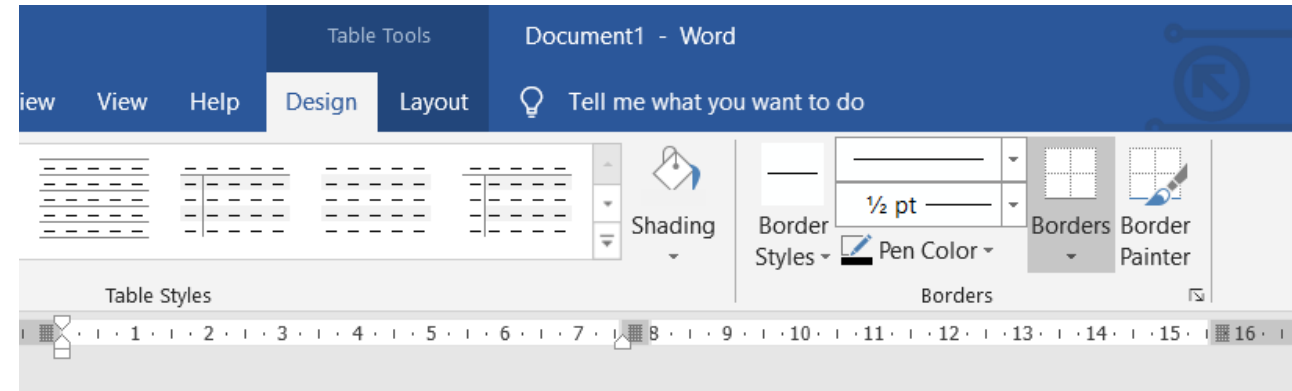 Table Tools
Document1 - Word
iew View Help Design Layout Tell me what you want to do
Shading
Border Styles
½ pt
Pen Color
Borders
Border Painter
Table Styles
Borders
1 2 3 4 5 6 7 8 9 10 11 12 13 14 15 16